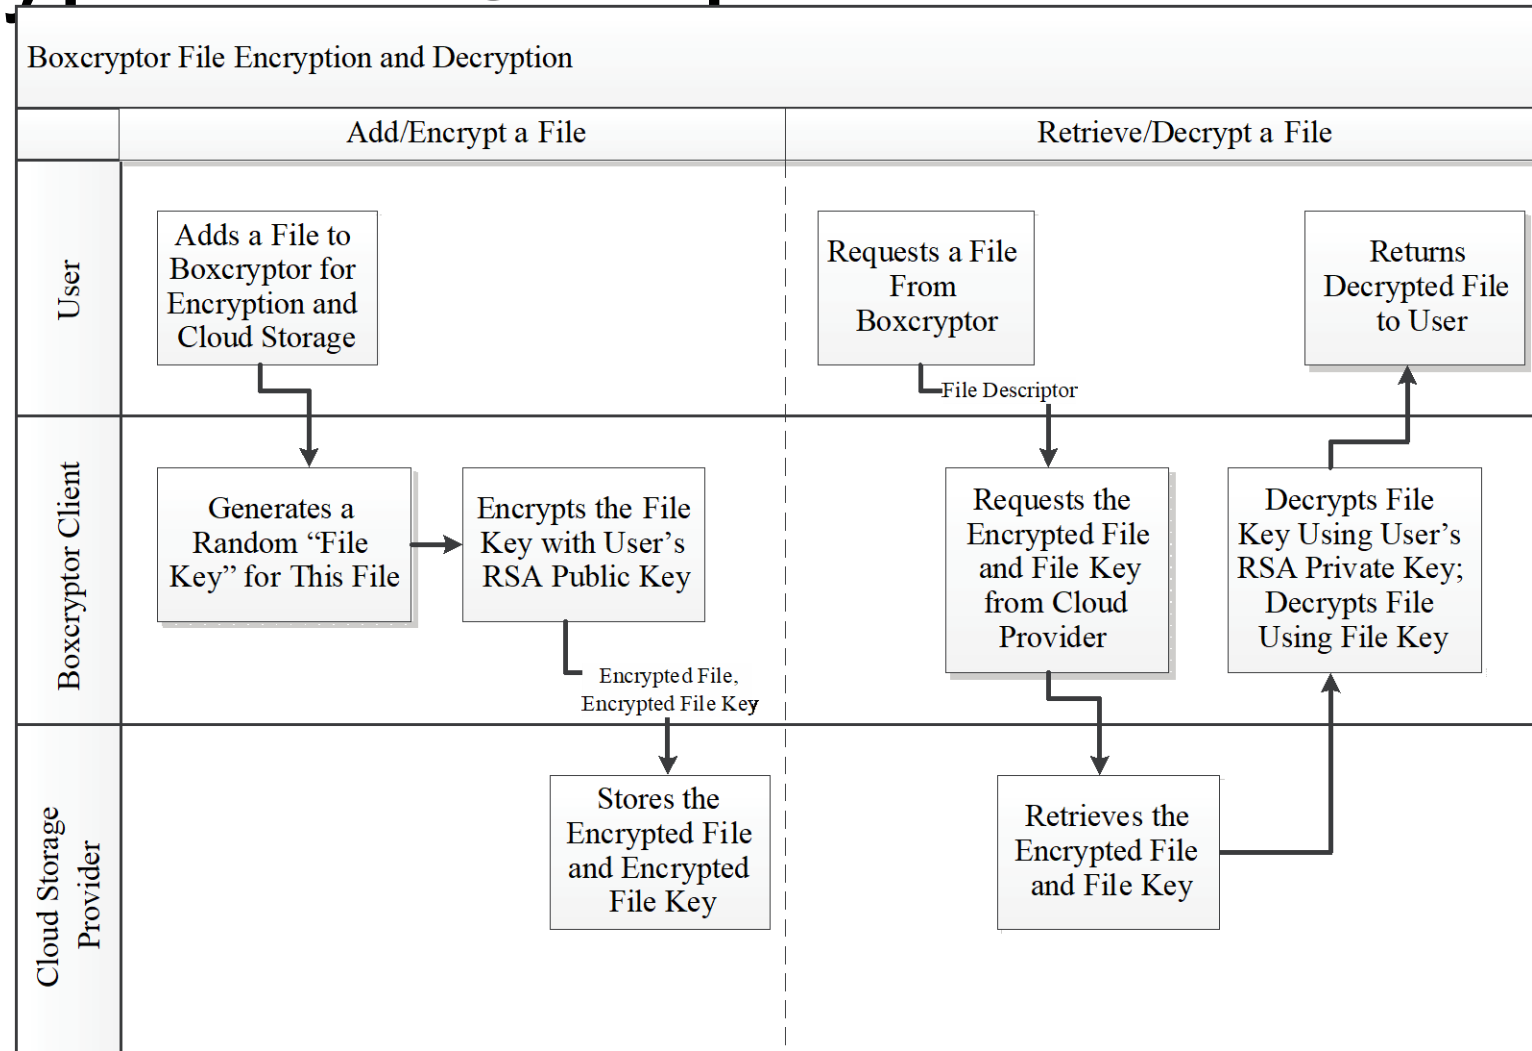 Boxcryptor File Encryption and Decryption
Add/Encrypt a File
Retrieve/Decrypt a File
User
Adds a File to
Boxcryptor for
Encryption and
Cloud Storage
Requests a File
From
Boxcryptor
Returns
Decrypted File
to User
File Descriptor
Boxcryptor Client
Generates a
Random “File
Key” for This File
Encrypts the File
Key with User’s
RSA Public Key
Requests the
Encrypted File
and File Key
from Cloud
Provider
Decrypts File
Key Using User’s
RSA Private Key;
Decrypts File
Using File Key
Encrypted File,
Encrypted File Key
Cloud Storage
Provider
Stores the
Encrypted File
and Encrypted
File Key
Retrieves the
Encrypted File
and File Key